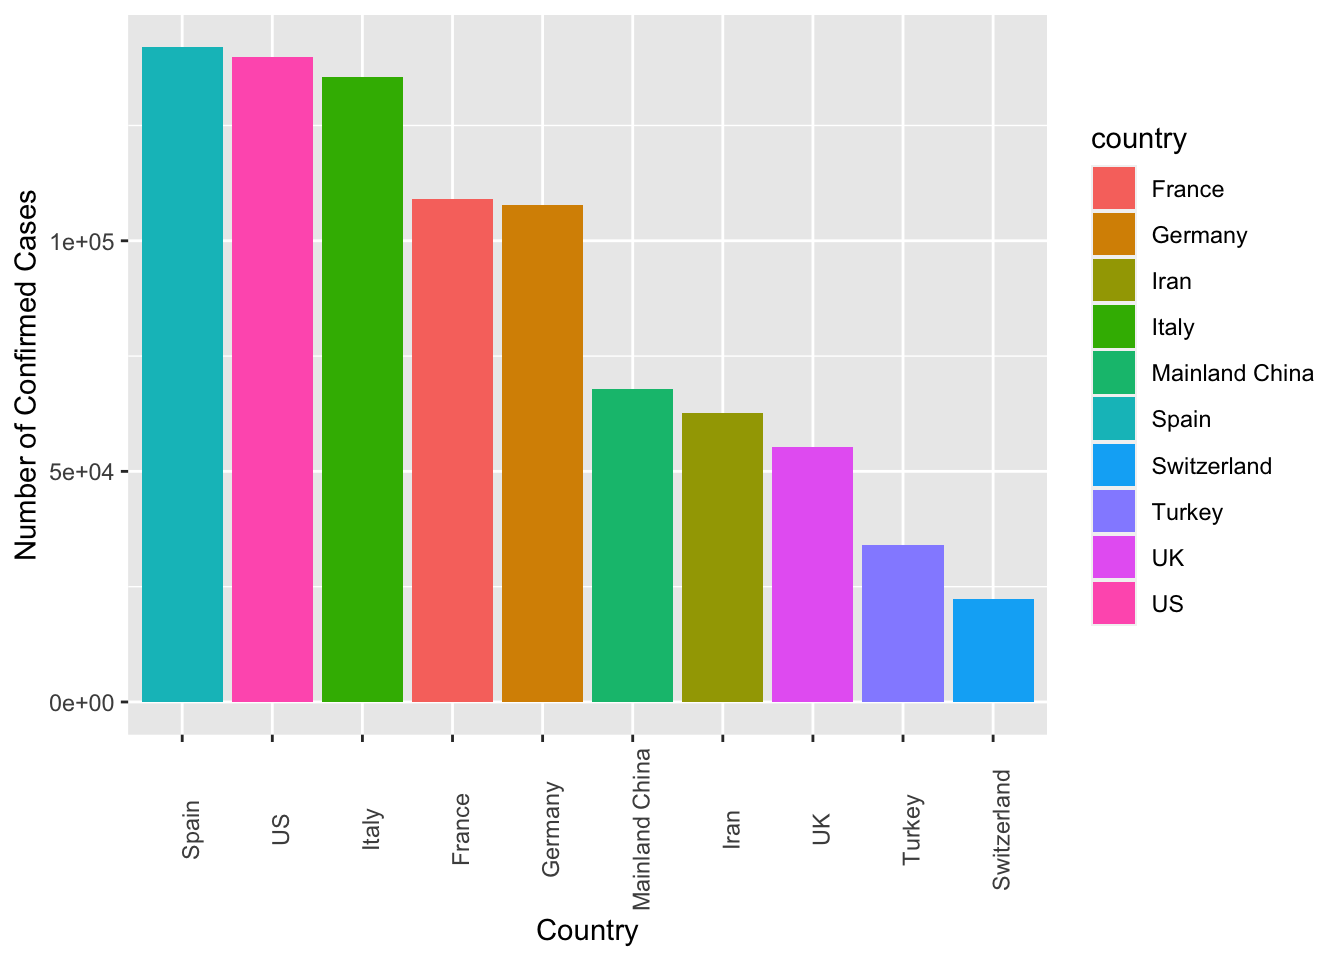 Number of Confirmed Cases
1e+05
5e+04
0e+00
Spain
US
Italy
France
Germany
Mainland China
Iran
UK
Turkey
Switzerland
Country
country
France
Germany
Iran
Italy
Mainland China
Spain
Switzerland
Turkey
UK
US